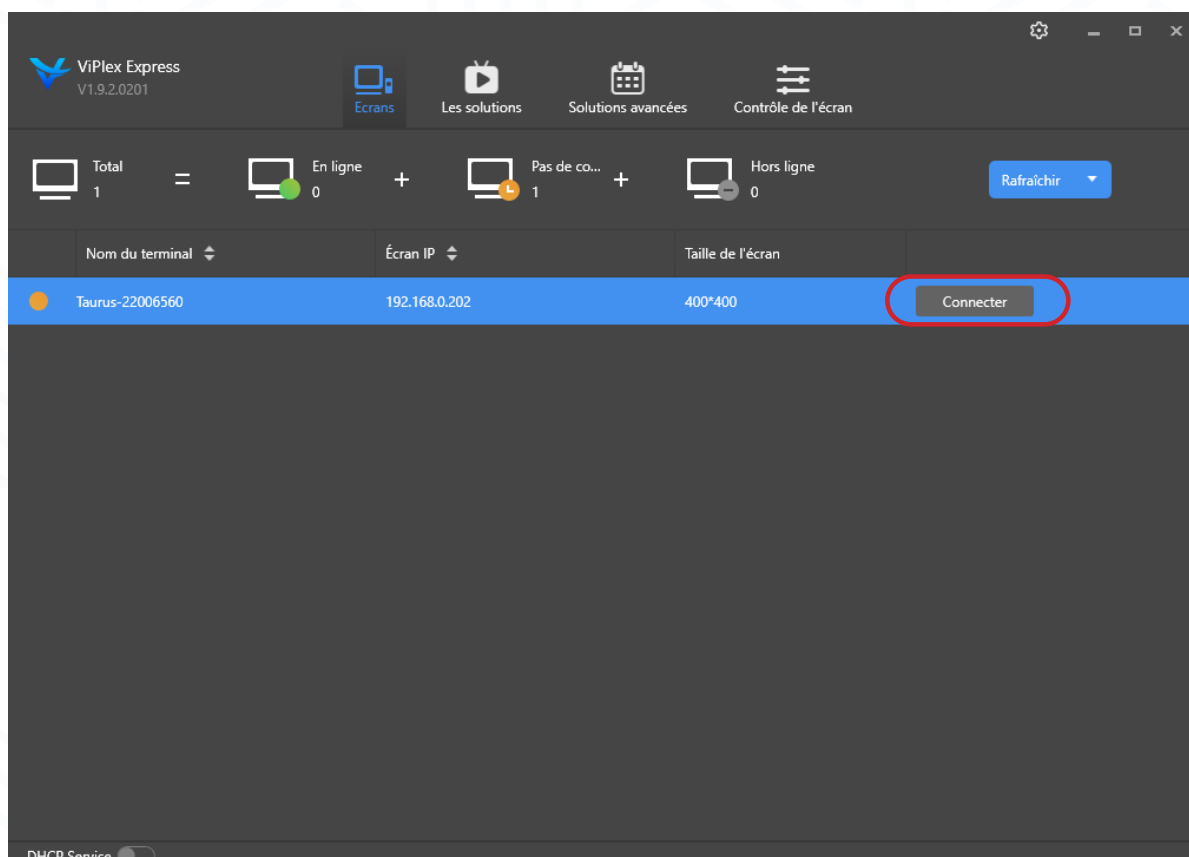 ViPlex Express
V1.9.2.0201
Ecrans
Les solutions
Solutions avancées
Contrôle de l'écran
Total
1
=
En ligne
0
+
Pas de co...
1
+
Hors ligne
0
Rafraîchir
Nom du terminal
Écran IP
Taille de l'écran
Taurus-22006560
192.168.0.202
400*400
Connecter
DHCP Service